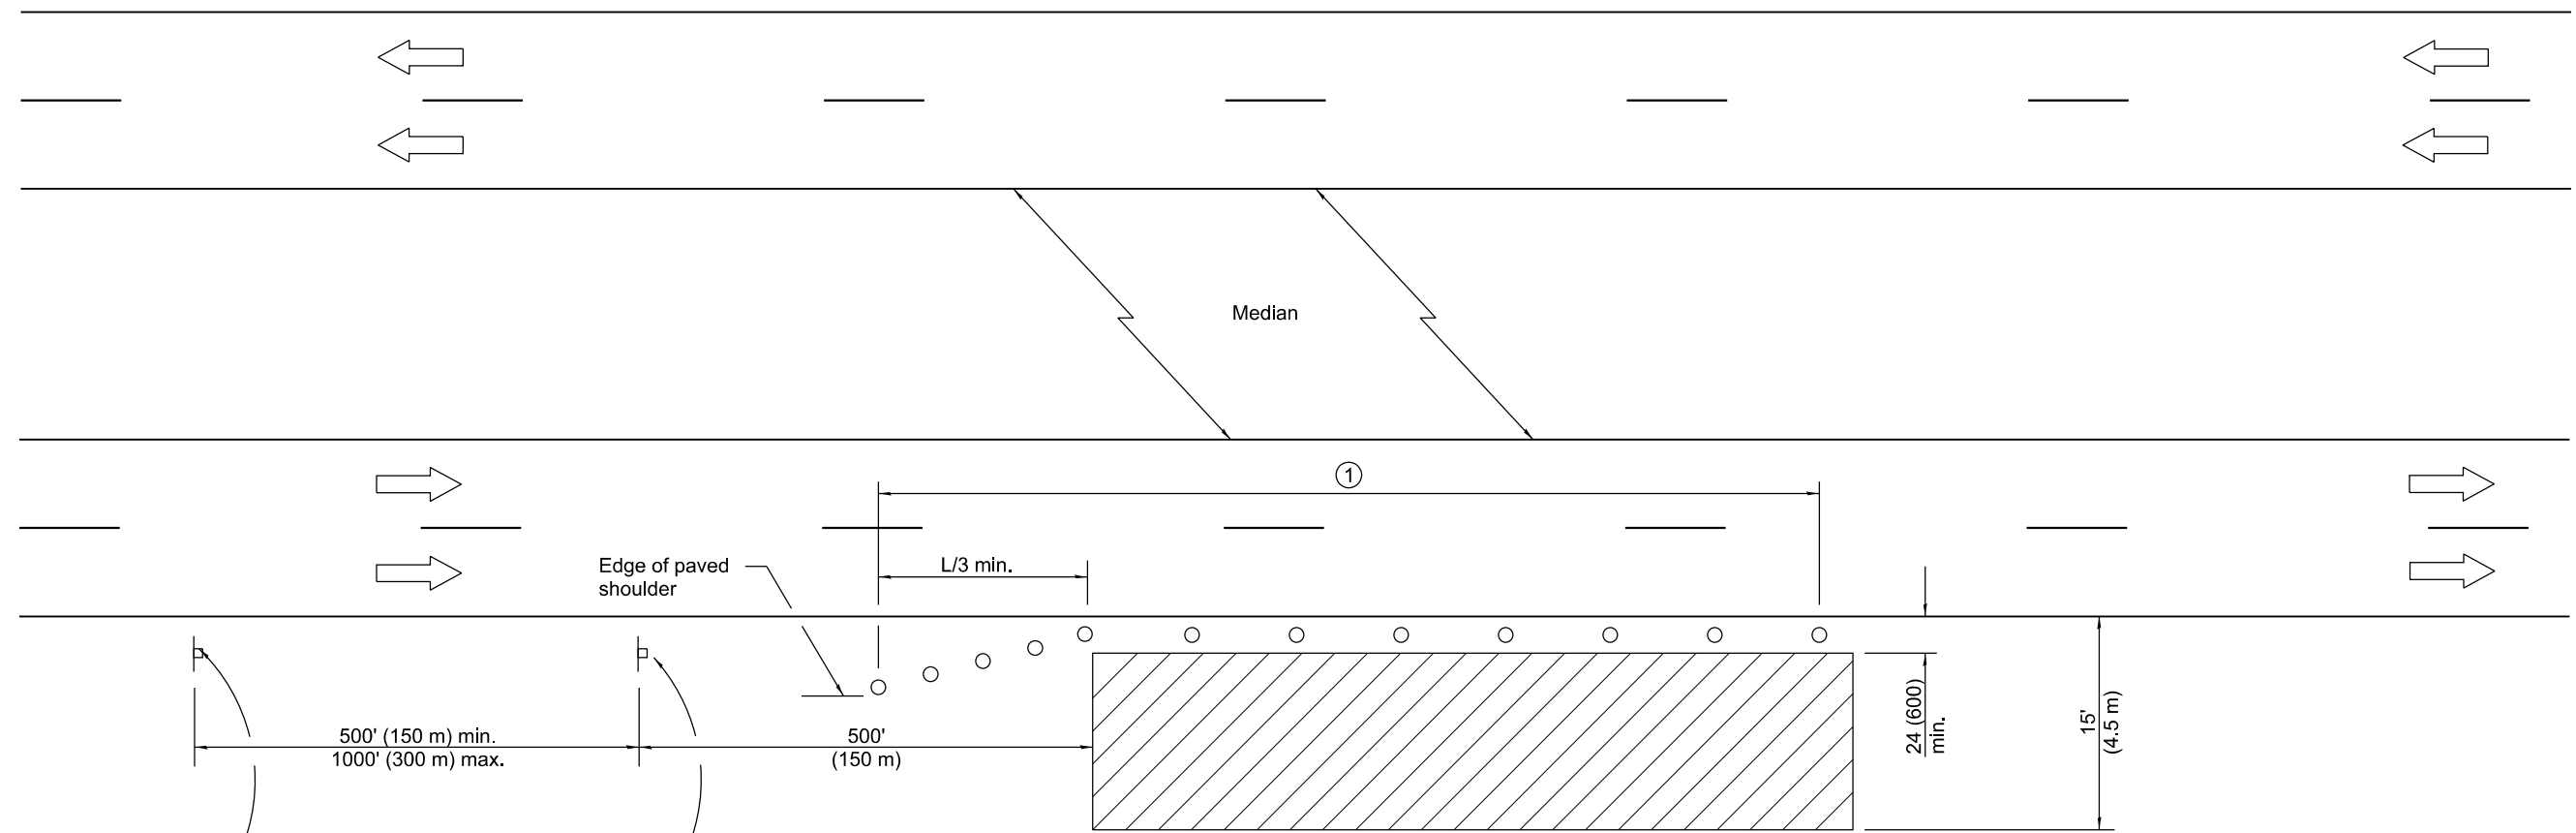 Median
1
L/3 min.
Edge of paved
shoulder
500' (150 m) min.
1000' (300 m) max.
500'
(150 m)
24 (600)
min.
15'
(4.5 m)